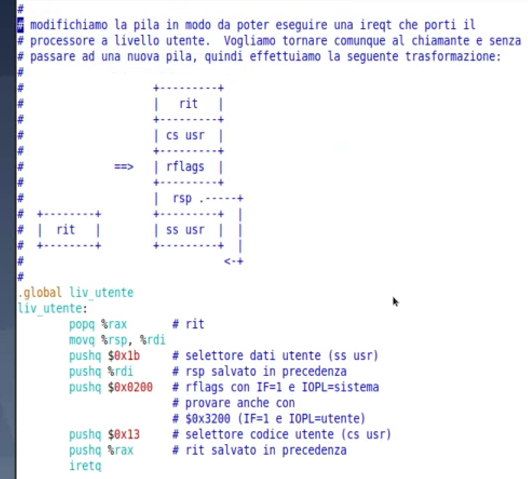 #
# modifichiamo la pila in modo da poter eseguire una ireqt che porti il
# processore a livello utente.  Vogliamo tornare comunque al chiamante e senza
# passare ad una nuova pila, quindi effettuiamo la seguente trasformazione:
#
#                     +---------+
#                     |   rit   |
#                     +---------+
#                     | cs usr  |
#                     +---------+
#              ==>    | rflags  |
#                     +---------+
#                     |  rsp .-----+
#  +--------+         +---------+  |
#  |  rit   |         | ss usr  |  |
#  +--------+         +---------+  |
#                                <-+
#
.global liv_utente
liv_utente:
        popq %rax       # rit
        movq %rsp, %rdi
        pushq $0x1b     # selettore dati utente (ss usr)
        pushq %rdi      # rsp salvato in precedenza
        pushq $0x0200   # rflags con IF=1 e IOPL=sistema
                        # provare anche con
                        # $0x3200 (IF=1 e IOPL=utente)
        pushq $0x13     # selettore codice utente (cs usr)
        pushq %rax      # rit salvato in precedenza
        iretq